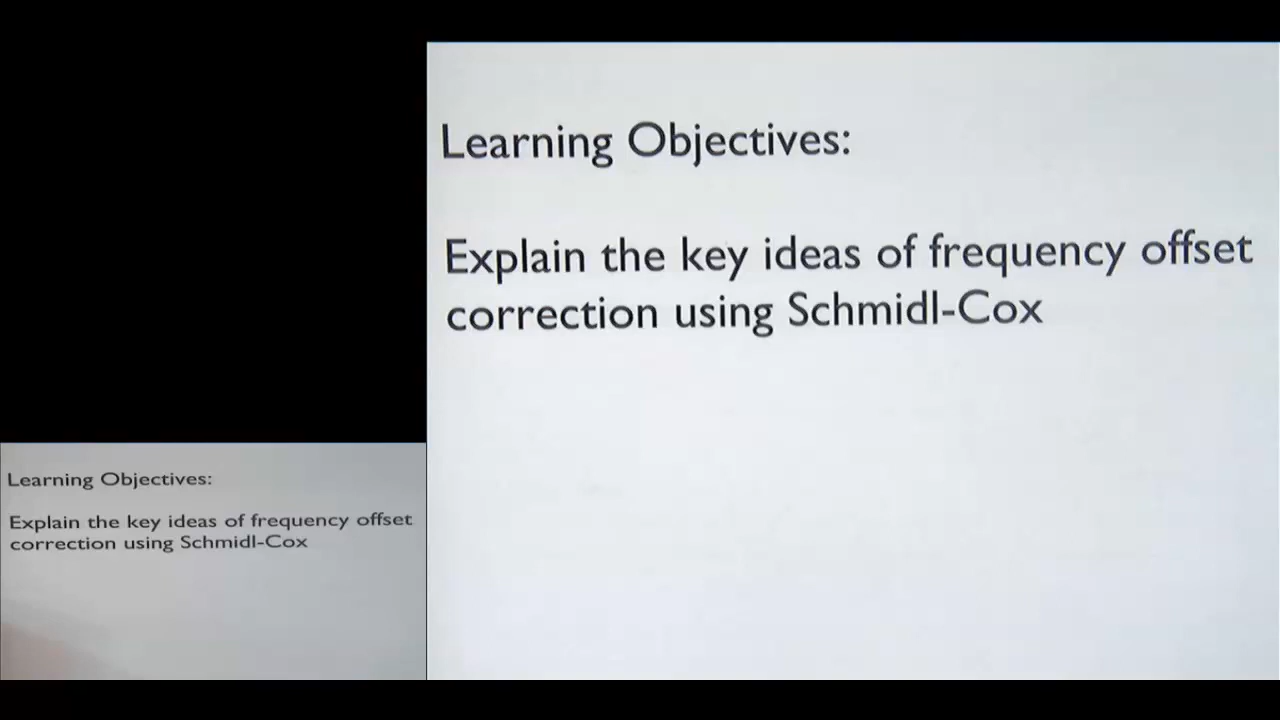 Learning Objectives:
Explain the key ideas of frequency offset
correction using Schmidl-Cox
Learning Objectives:
Explain the key ideas of frequency offset
correction using Schmidl-Cox